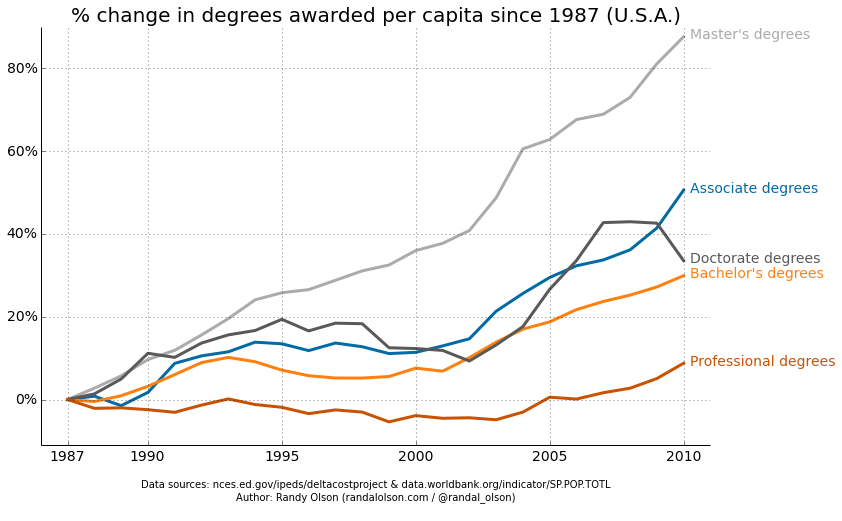 % change in degrees awarded per capita since 1987 (U.S.A.)
Master's degrees
80%
60%
Associate degrees
40%
Doctorate degrees
Bachelor's degrees
20%
Professional degrees
0%
1987 1990 1995 2000 2005 2010
Data sources: nces.ed.gov/ipeds/deltacostproject & data.worldbank.org/indicator/SP.POP.TOTL
Author: Randy Olson (randalolson.com / @randal_olson)